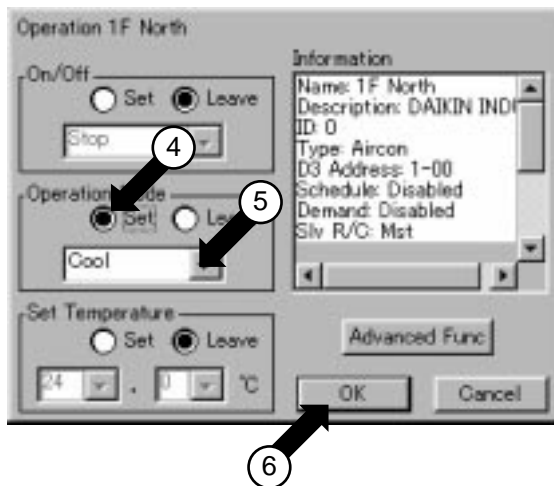 Operation 1F North
On/Off
Set Leave
Stop
4
Operation
Set
Cool
5
Set Temperature
Set Leave
24 . 0 °C
Information
Name: 1F North
Description: DAIKIN IND
ID: 0
Type: Aircon
D3 Address: 1-00
Schedule: Disabled
Demand: Disabled
Slv R/C: Mst
Advanced Func
OK Cancel
6